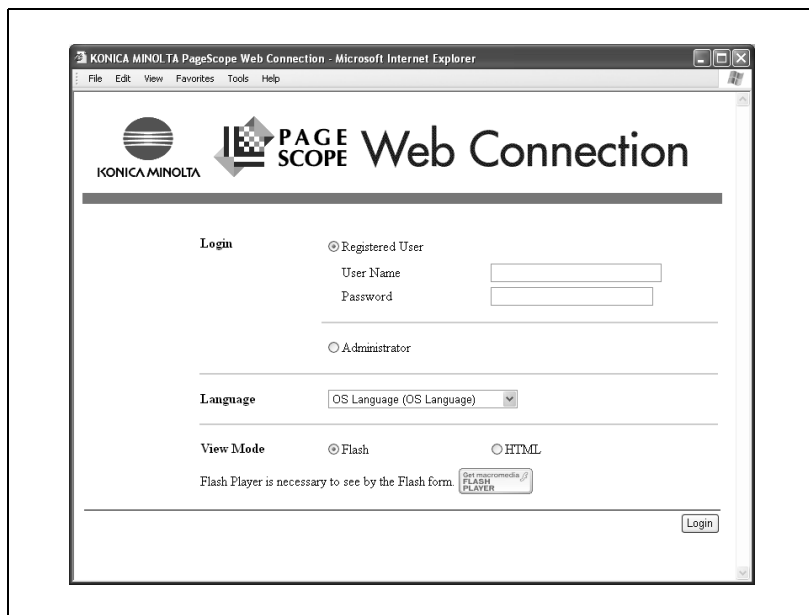 KONICA MINOLTA PageScope Web Connection - Microsoft Internet Explorer
File Edit View Favorites Tools Help
KONICA MINOLTA
PAGE SCOPE Web Connection
Login
Registered User
User Name
Password
Administrator
Language
OS Language (OS Language)
View Mode
Flash
HTML
Flash Player is necessary to see by the Flash form.
Get macromedia
FLASH
PLAYER
Login